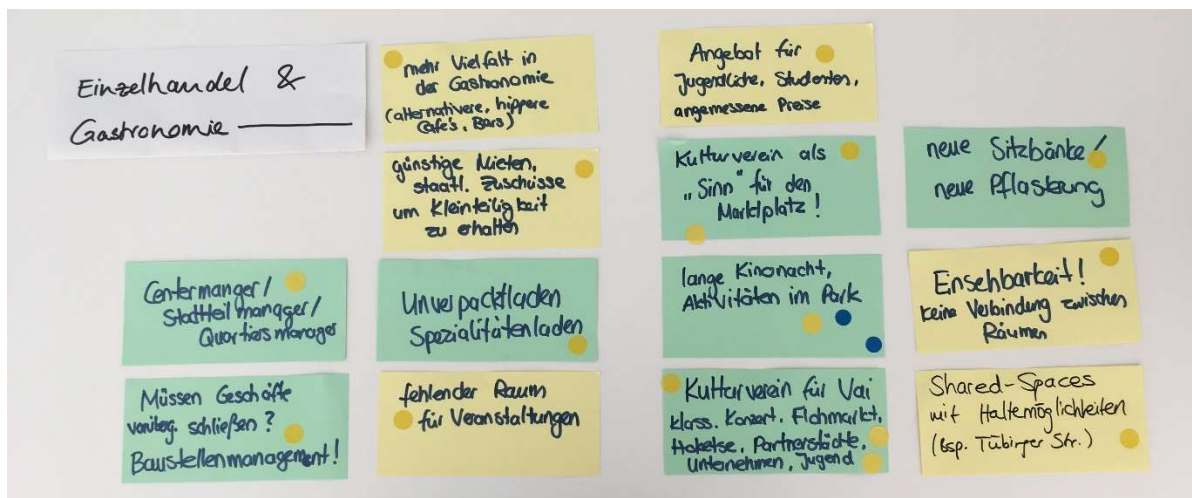 Einzelhandel &
Gastronomie
mehr Vielfalt in
der Gastronomie
(alternativere, hippere
Cafe's, Bars)
günstige Mieten,
staatl. Zuschüsse
um Kleinteiligkeit
zu erhalten
Centermanger/
Stadtteilmanager/
Quartiersmanager
Unverpacktladen
Spezialitätenladen
Müssen Geschäfte
vorüberg. schließen?
Baustellenmanagement!
fehlender Raum
für Veranstaltungen
Angebot für
Jugendliche, Studenten,
angemessene Preise
Kulturverein als
„Sinn" für den
Marktplatz!
neue Sitzbänke/
neue Pflasterung
lange Kinonacht,
Aktivitäten im Park
Einsehbarkeit!
keine Verbindung zwischen
Räumen
Kulturverein für Vai
klass. Konzert, Flohmarkt,
Hoketse, Partnerstädte,
Unternehmen, Jugend
Shared-Spaces
mit Haltemöglichkeiten
(bsp. Tübinger Str.)